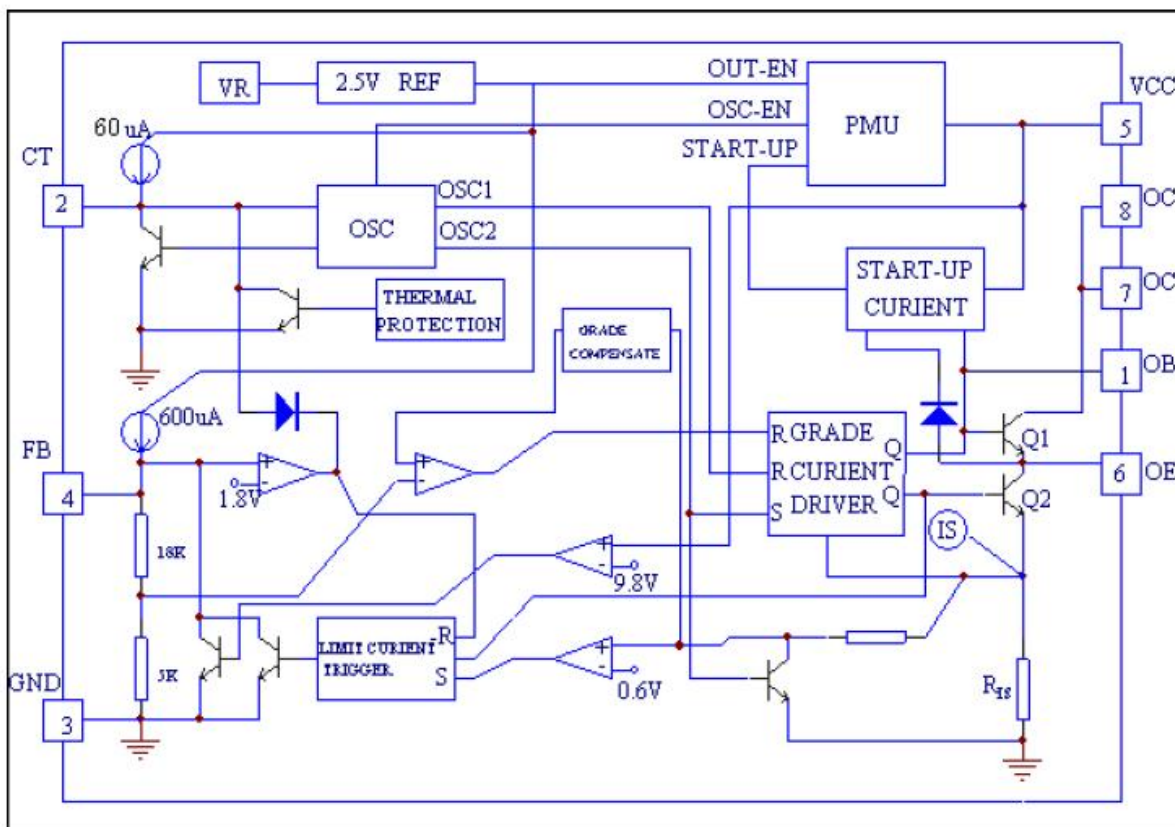 VR
2.5V REF
OUT-EN
OSC-EN
START-UP
PMU
VCC
5
60 uA
CT
2
OSC
OSC1
OSC2
OC
8
OC
7
START-UP
CURIENT
THERMAL
PROTECTION
GRADE
COMPENSATE
OB
1
600uA
FB
4
+
-
1.8V
+
-
R GRADE
R CURIENT
S DRIVER
Q
Q
Q1
Q2
OE
6
IS
18K
+
-
9.8V
5K
LIMIT CURIENT
TRIGGER
-R
S
+
-
0.6V
GND
3